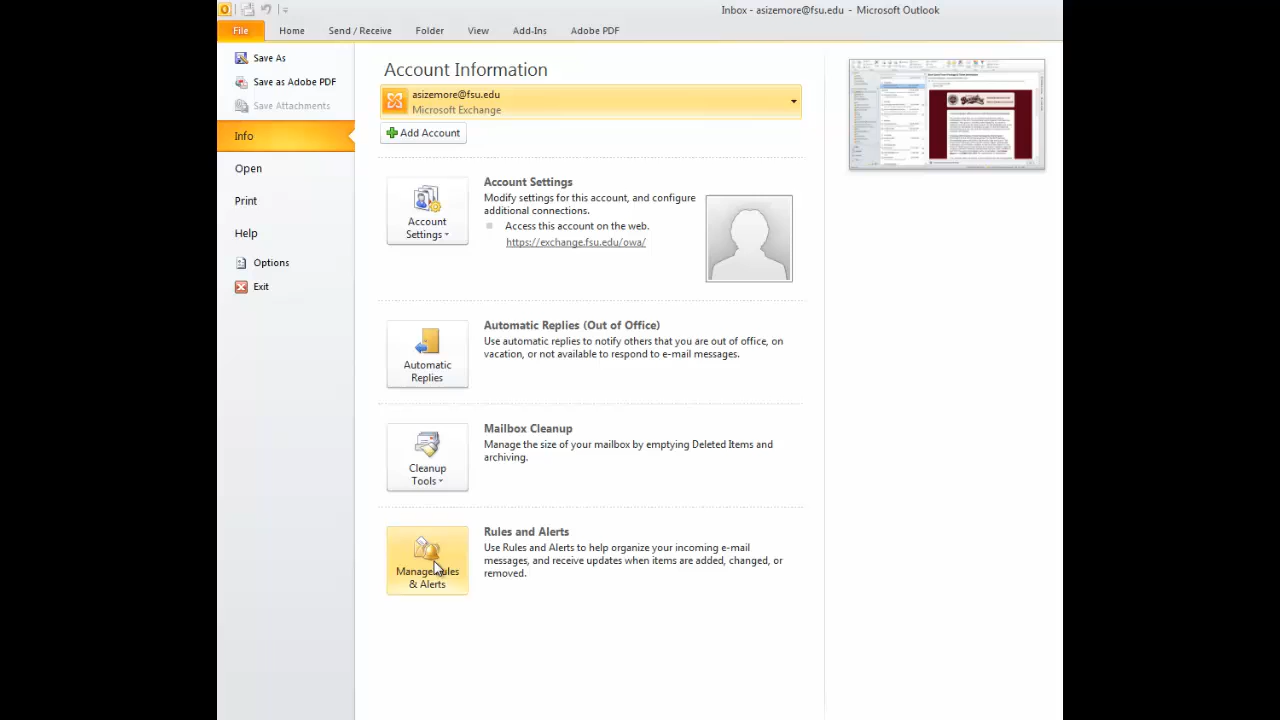 Inbox - asizemore@fsu.edu - Microsoft Outlook
File Home Send / Receive Folder View Add-Ins Adobe PDF
Save As
Save as Adobe PDF
Save Attachments
Info
Open
Print
Help
Options
Exit
Account Information
asizemore@fsu.edu
Microsoft Exchange
Add Account
Account Settings
Account Settings
Modify settings for this account, and configure
additional connections.
Access this account on the web.
https://exchange.fsu.edu/owa/
Automatic Replies
Automatic Replies (Out of Office)
Use automatic replies to notify others that you are out of office, on
vacation, or not available to respond to e-mail messages.
Cleanup Tools
Mailbox Cleanup
Manage the size of your mailbox by emptying Deleted Items and
archiving.
Manage Rules
& Alerts
Rules and Alerts
Use Rules and Alerts to help organize your incoming e-mail
messages, and receive updates when items are added, changed, or
removed.